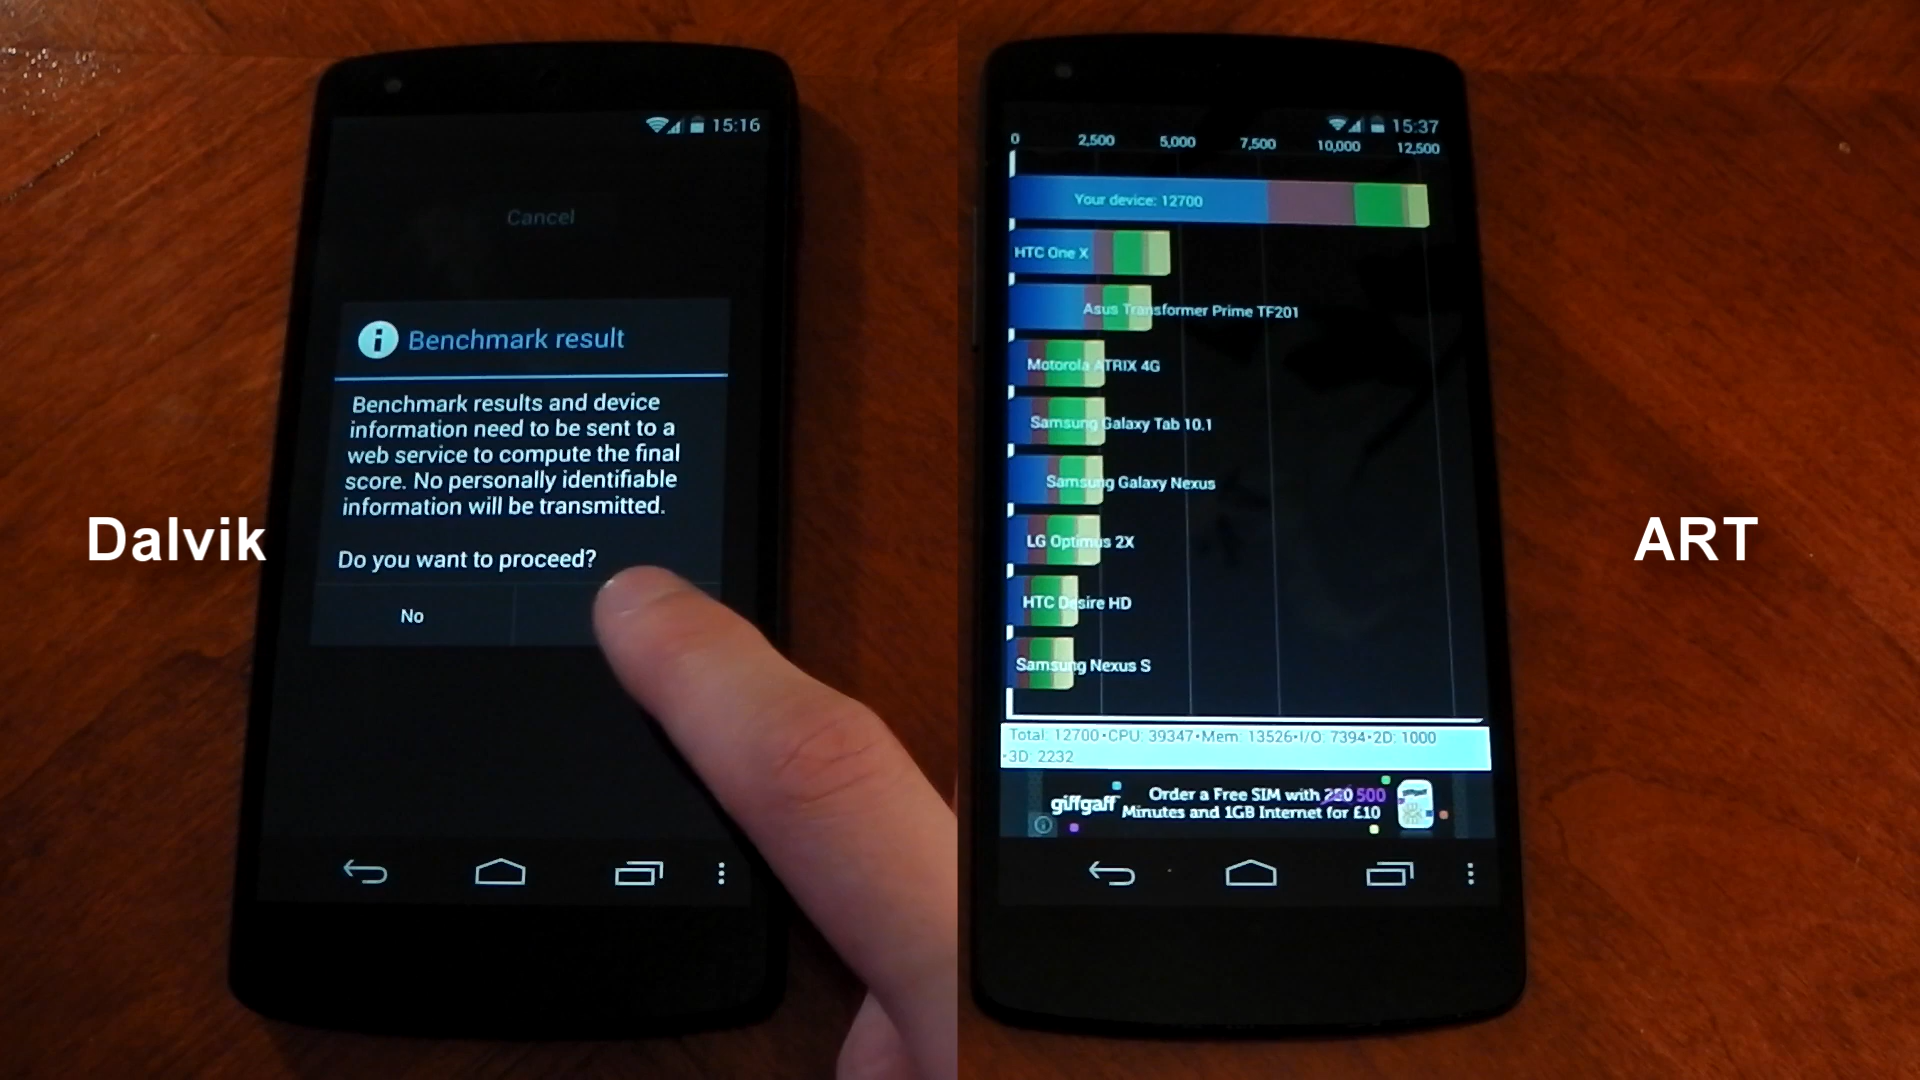 Dalvik
15:16
Cancel
Benchmark result
Benchmark results and device
information need to be sent to a
web service to compute the final
score. No personally identifiable
information will be transmitted.
Do you want to proceed?
No
15:37
0 2,500 5,000 7,500 10,000 12,500
Your device: 12700
HTC One X
Asus Transformer Prime TF201
Motorola ATRIX 4G
Samsung Galaxy Tab 10.1
Samsung Galaxy Nexus
LG Optimus 2X
HTC Desire HD
Samsung Nexus S
Total: 12700•CPU: 39347•Mem: 13526•I/O: 7394•2D: 1000
•3D: 2232
giffgaff
Order a Free SIM with 250 500
Minutes and 1GB Internet for £10
ART